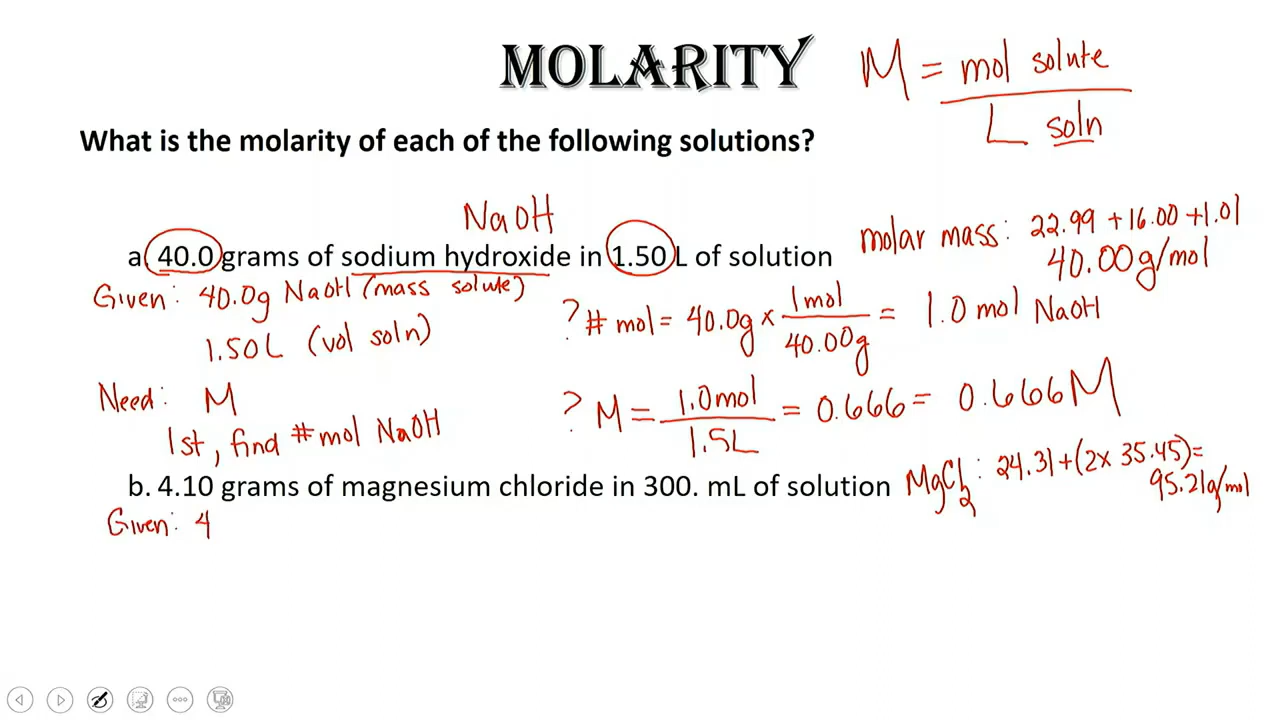 MOLARITY
M = mol solute
L soln
What is the molarity of each of the following solutions?
NaOH
a. 40.0 grams of sodium hydroxide in 1.50 L of solution
molar mass: 22.99 + 16.00 + 1.01
40.00 g/mol
Given: 40.0g NaOH (mass solute)
1.50L (vol soln)
? # mol = 40.0g x 1mol = 1.0 mol NaOH
40.00g
Need: M
1st, find # mol NaOH
? M = 1.0mol = 0.666 = 0.666 M
1.5L
b. 4.10 grams of magnesium chloride in 300. mL of solution
MgCl2: 24.31 + (2 x 35.45) =
95.21g/mol
Given: 4